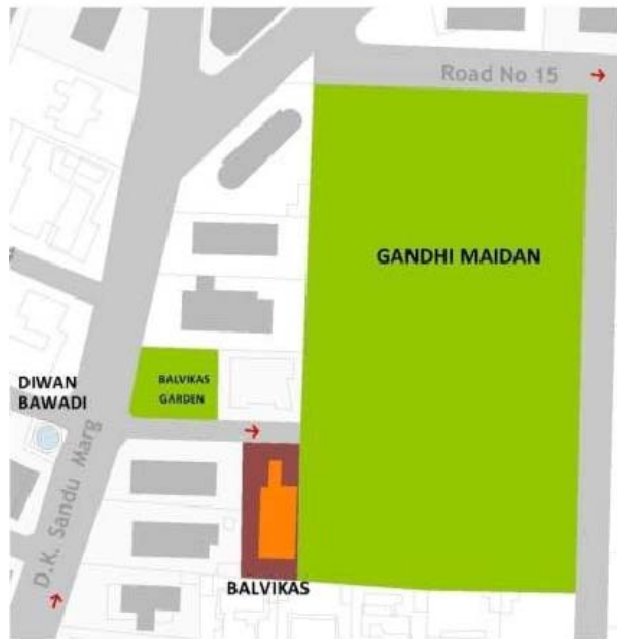 Road No 15
GANDHI MAIDAN
DIWAN
BAWADI
BALVIKAS
GARDEN
D.K. Sandu Marg
BALVIKAS